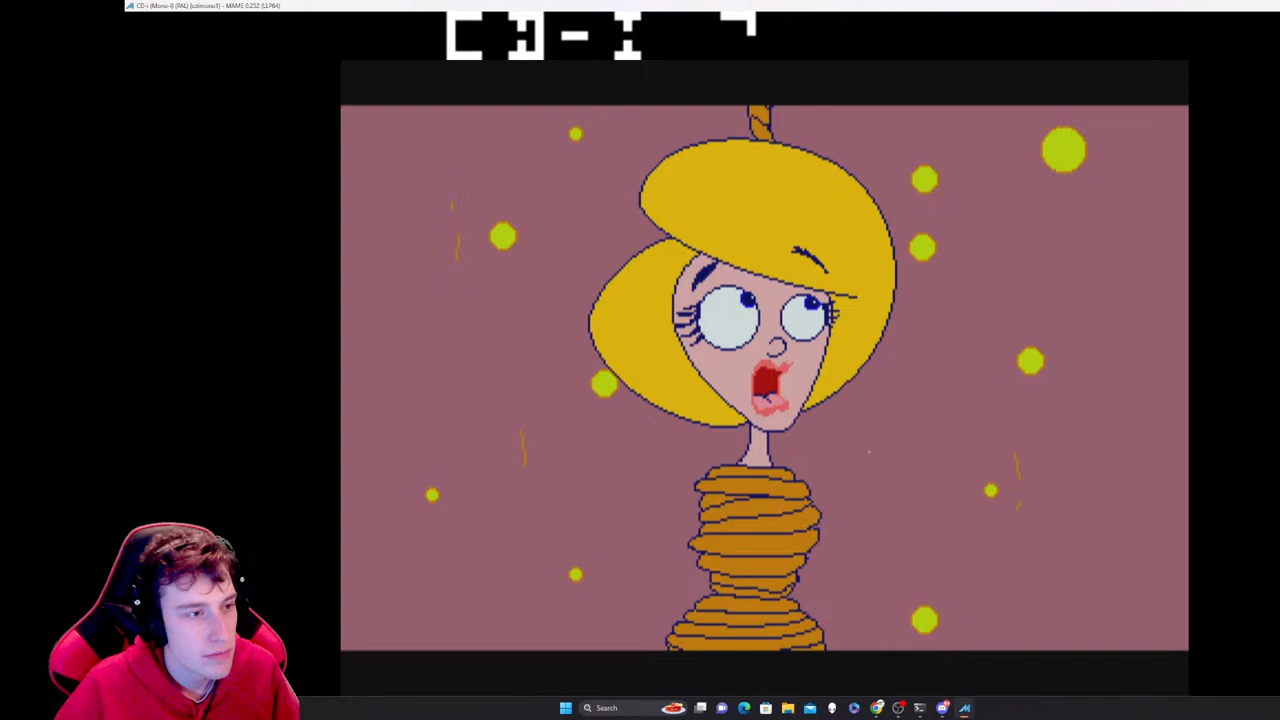 CD-i (Mono-I) (PAL) [cdimono1] - MAME 0.252 (LLP64)
CD-I
Search